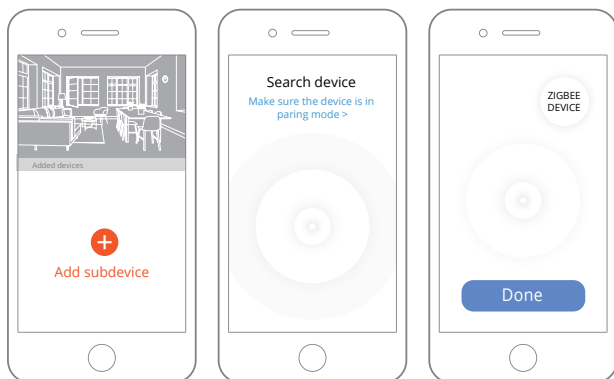 Added devices
Add subdevice
Search device
Make sure the device is in
paring mode >
ZIGBEE
DEVICE
Done